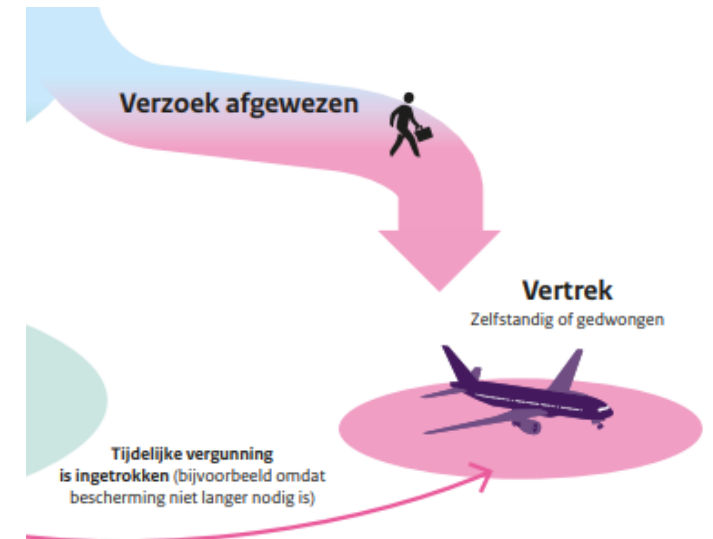 Verzoek afgewezen
Vertrek
Zelfstandig of gedwongen
Tijdelijke vergunning
is ingetrokken (bijvoorbeeld omdat
bescherming niet langer nodig is)